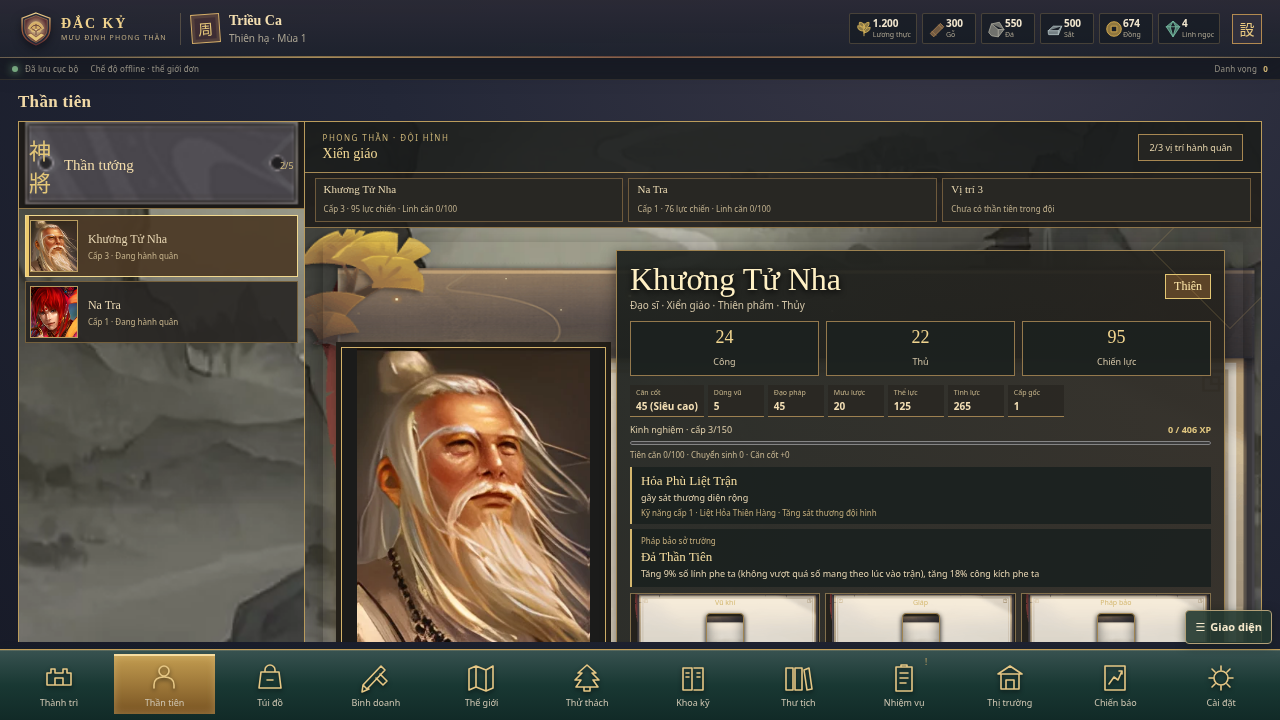 ĐẮC KỶ
MƯU ĐỊNH PHONG THẦN
周
Triều Ca
Thiên hạ · Mùa 1
1.200
Lương thực
300
Gỗ
550
Đá
500
Sắt
674
Đồng
4
Linh ngọc
設
Đã lưu cục bộ
Chế độ offline · thế giới đơn
Danh vọng 0
Thần tiên
神將
Thần tướng
2/5
Khương Tử Nha
Cấp 3 · Đang hành quân
Na Tra
Cấp 1 · Đang hành quân
PHONG THẦN · ĐỘI HÌNH
Xiển giáo
2/3 vị trí hành quân
Khương Tử Nha
Cấp 3 · 95 lực chiến · Linh căn 0/100
Na Tra
Cấp 1 · 76 lực chiến · Linh căn 0/100
Vị trí 3
Chưa có thần tiên trong đội
Khương Tử Nha
Đạo sĩ · Xiển giáo · Thiên phẩm · Thủy
Thiên
24
Công
22
Thủ
95
Chiến lực
Căn cốt
45 (Siêu cao)
Dũng vũ
5
Đạo pháp
45
Mưu lược
20
Thể lực
125
Tinh lực
265
Cấp gốc
1
Kinh nghiệm · cấp 3/150
0 / 406 XP
Tiên căn 0/100 · Chuyển sinh 0 · Căn cốt +0
Hỏa Phù Liệt Trận
gây sát thương diện rộng
Kỹ năng cấp 1 · Liệt Hỏa Thiên Hàng · Tăng sát thương đội hình
Pháp bảo sở trường
Đả Thần Tiên
Tăng 9% số lính phe ta (không vượt quá số mang theo lúc vào trận), tăng 18% công kích phe ta
Vũ khí
Giáp
Pháp bảo
☰ Giao diện
Thành trì
Thần tiên
Túi đồ
Binh doanh
Thế giới
Thử thách
Khoa kỹ
Thư tịch
!
Nhiệm vụ
Thị trường
Chiến báo
Cài đặt